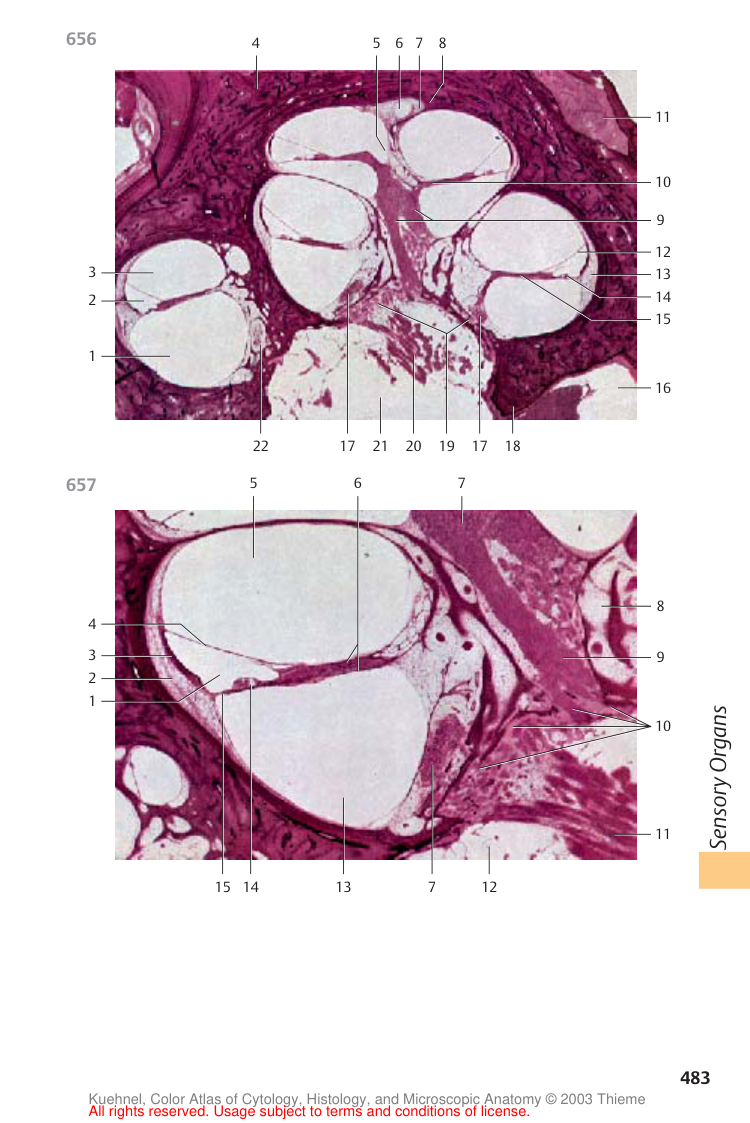 656
4 5 6 7 8
11
10
9
3 12
13
2 14
15
1
16
22 17 21 20 19 17 18
657
5 6 7
8
4
3 9
2
1
10
11
15 14 13 7 12
Sensory Organs
483
Kuehnel, Color Atlas of Cytology, Histology, and Microscopic Anatomy © 2003 Thieme
All rights reserved. Usage subject to terms and conditions of license.